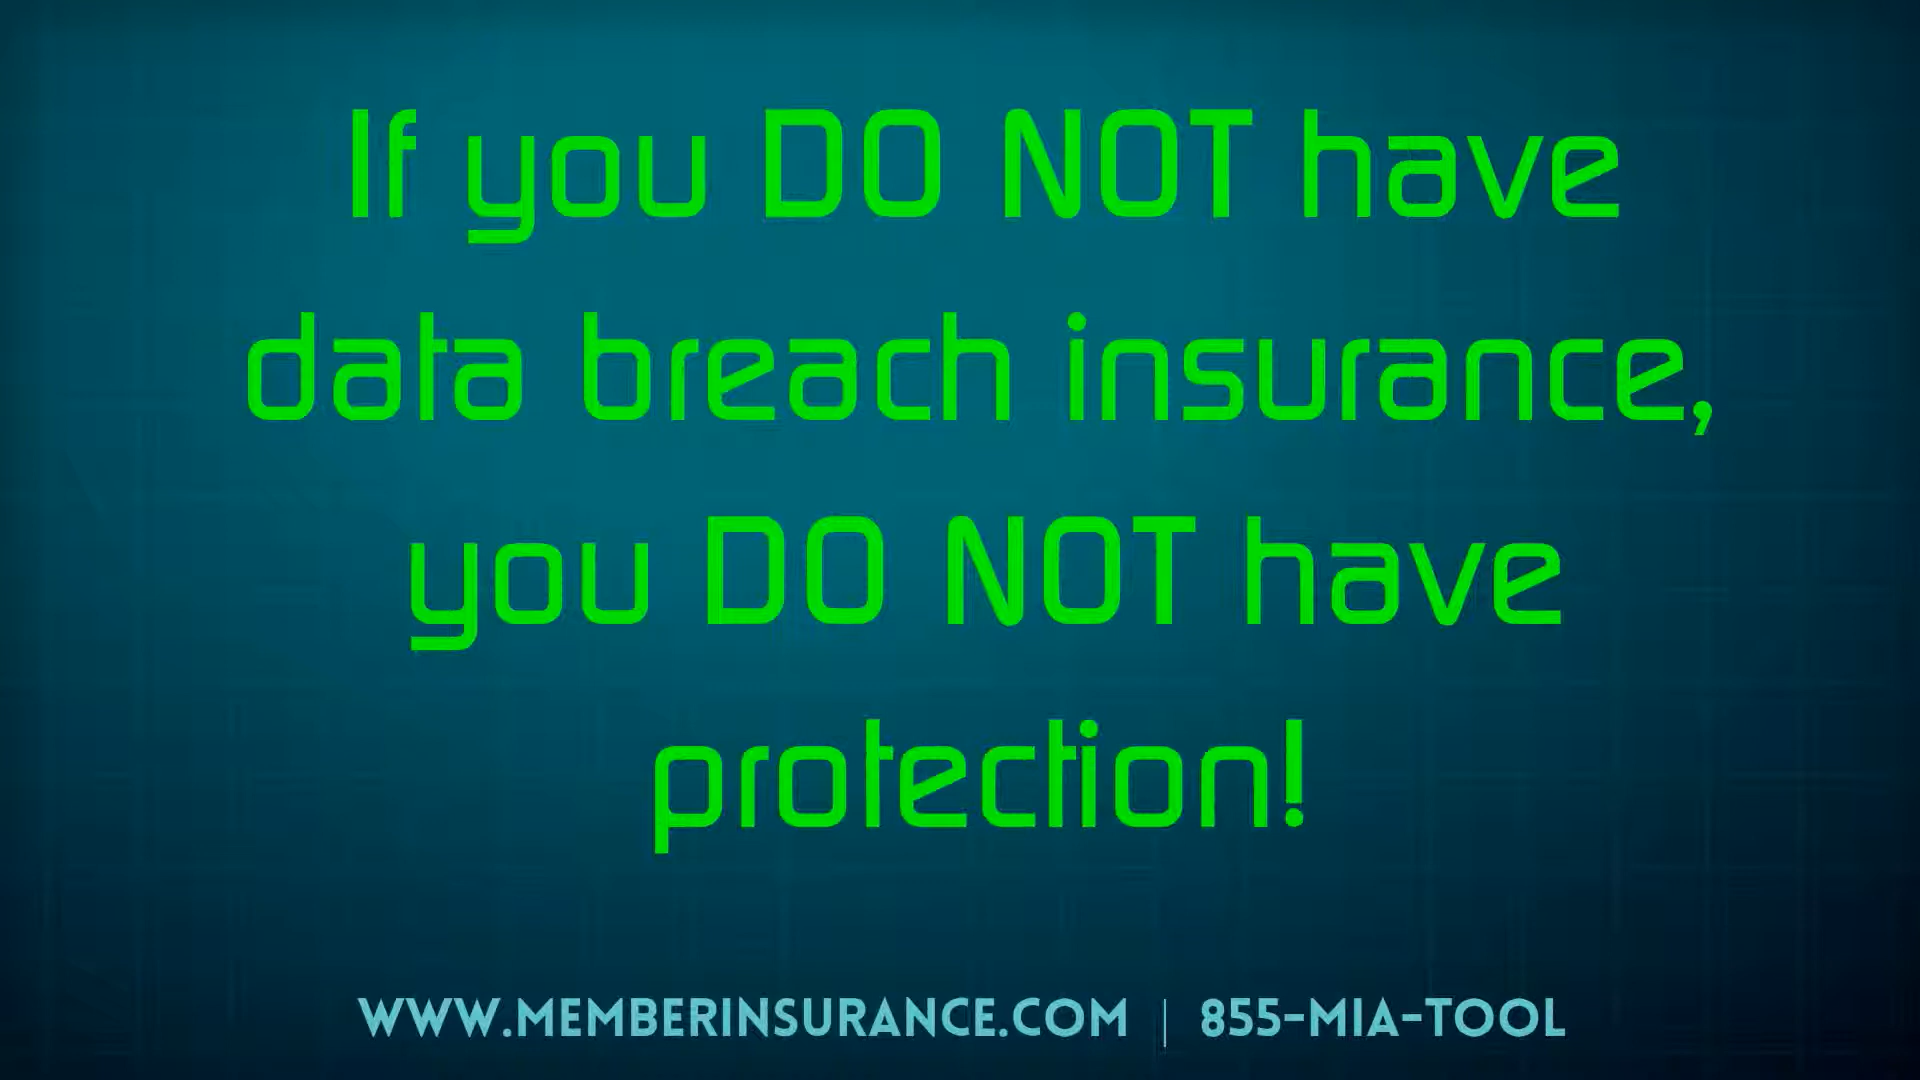 If you DO NOT have
data breach insurance,
you DO NOT have
protection!
WWW.MEMBERINSURANCE.COM | 855-MIA-TOOL